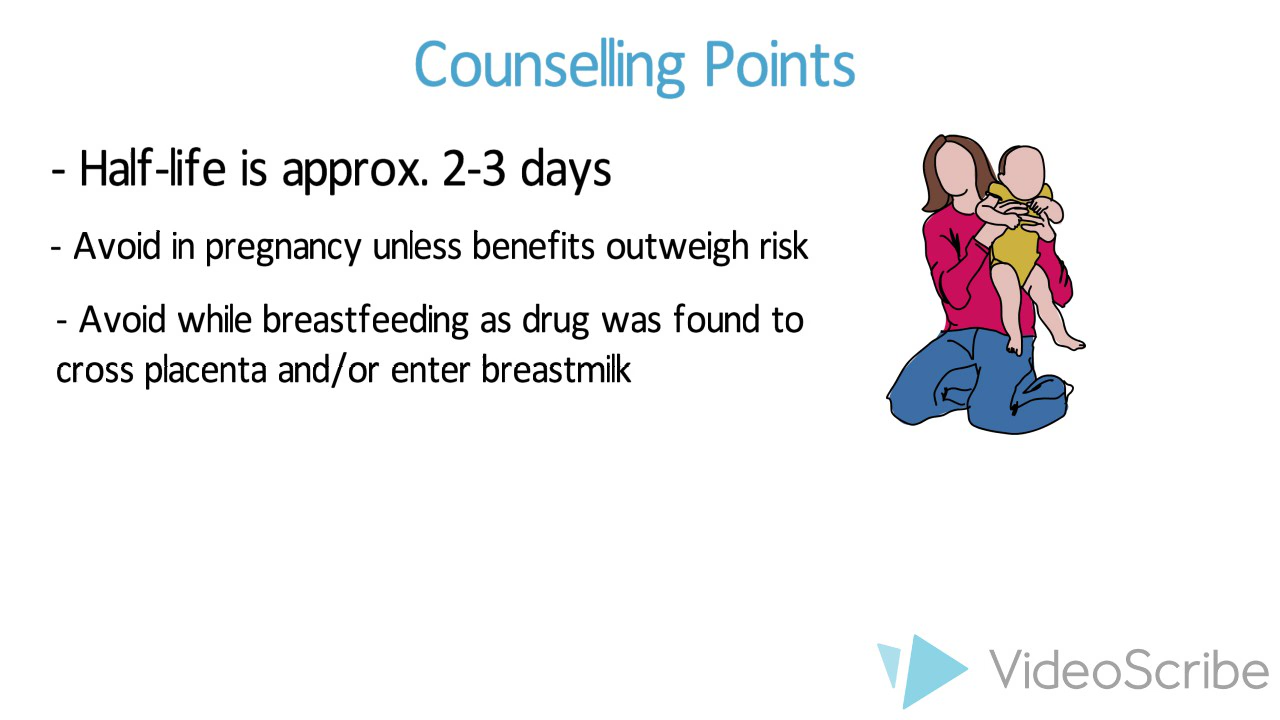 Counselling Points
- Half-life is approx. 2-3 days
- Avoid in pregnancy unless benefits outweigh risk
- Avoid while breastfeeding as drug was found to
cross placenta and/or enter breastmilk
VideoScribe